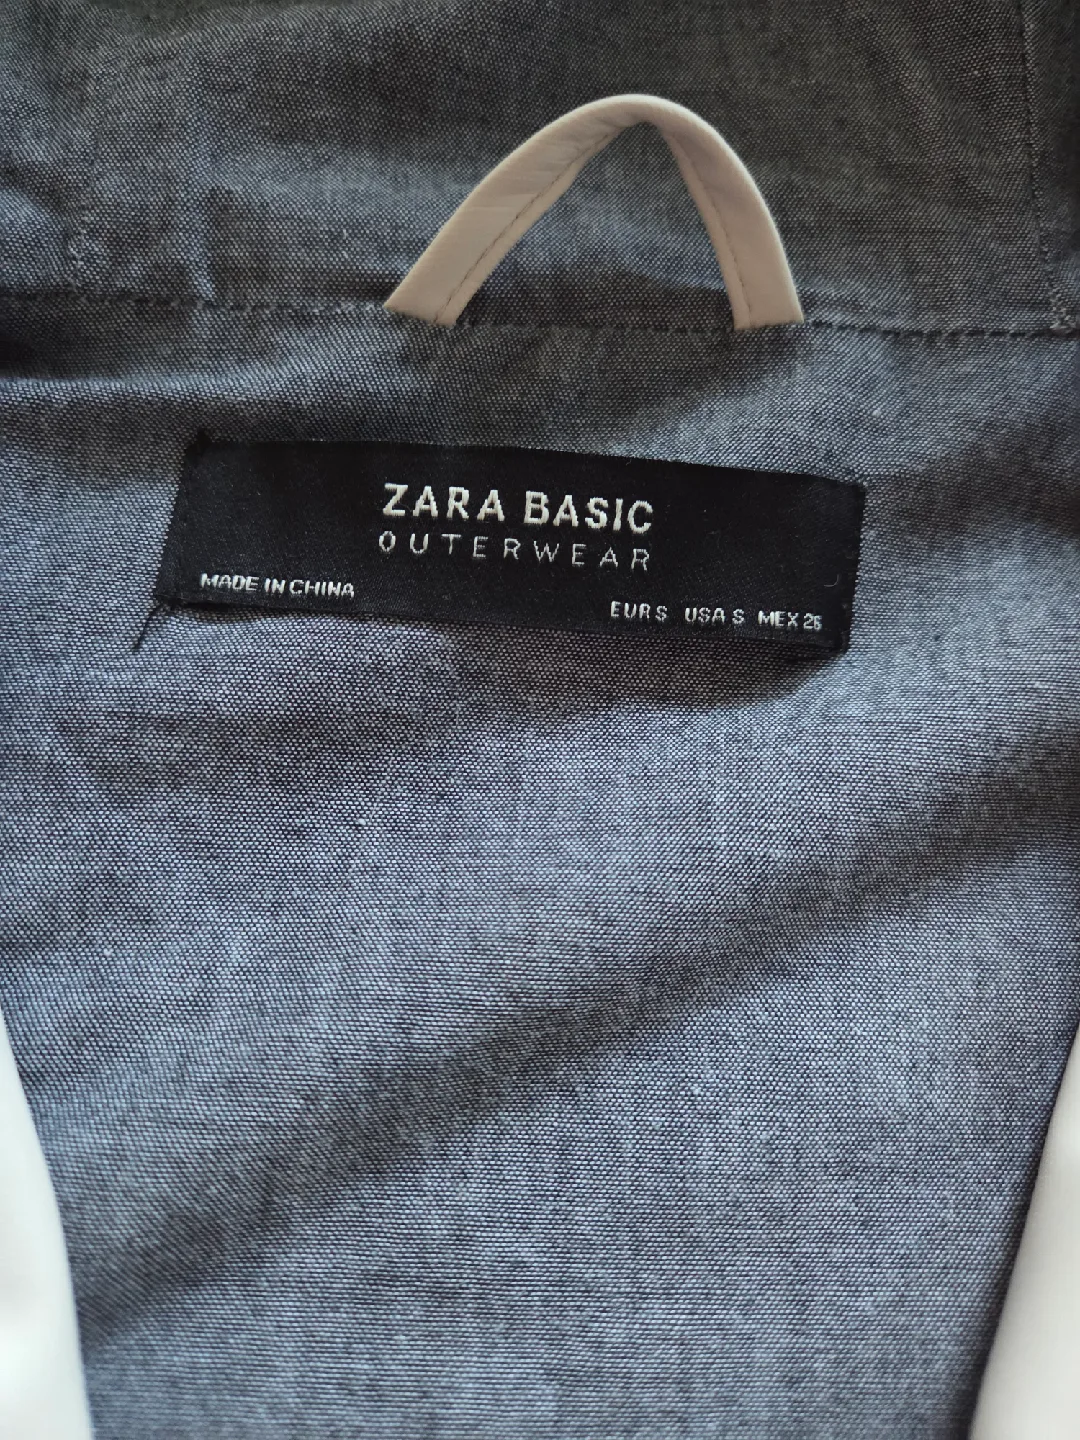 ZARA BASIC
OUTERWEAR
MADE IN CHINA
EUR S USA S MEX 26